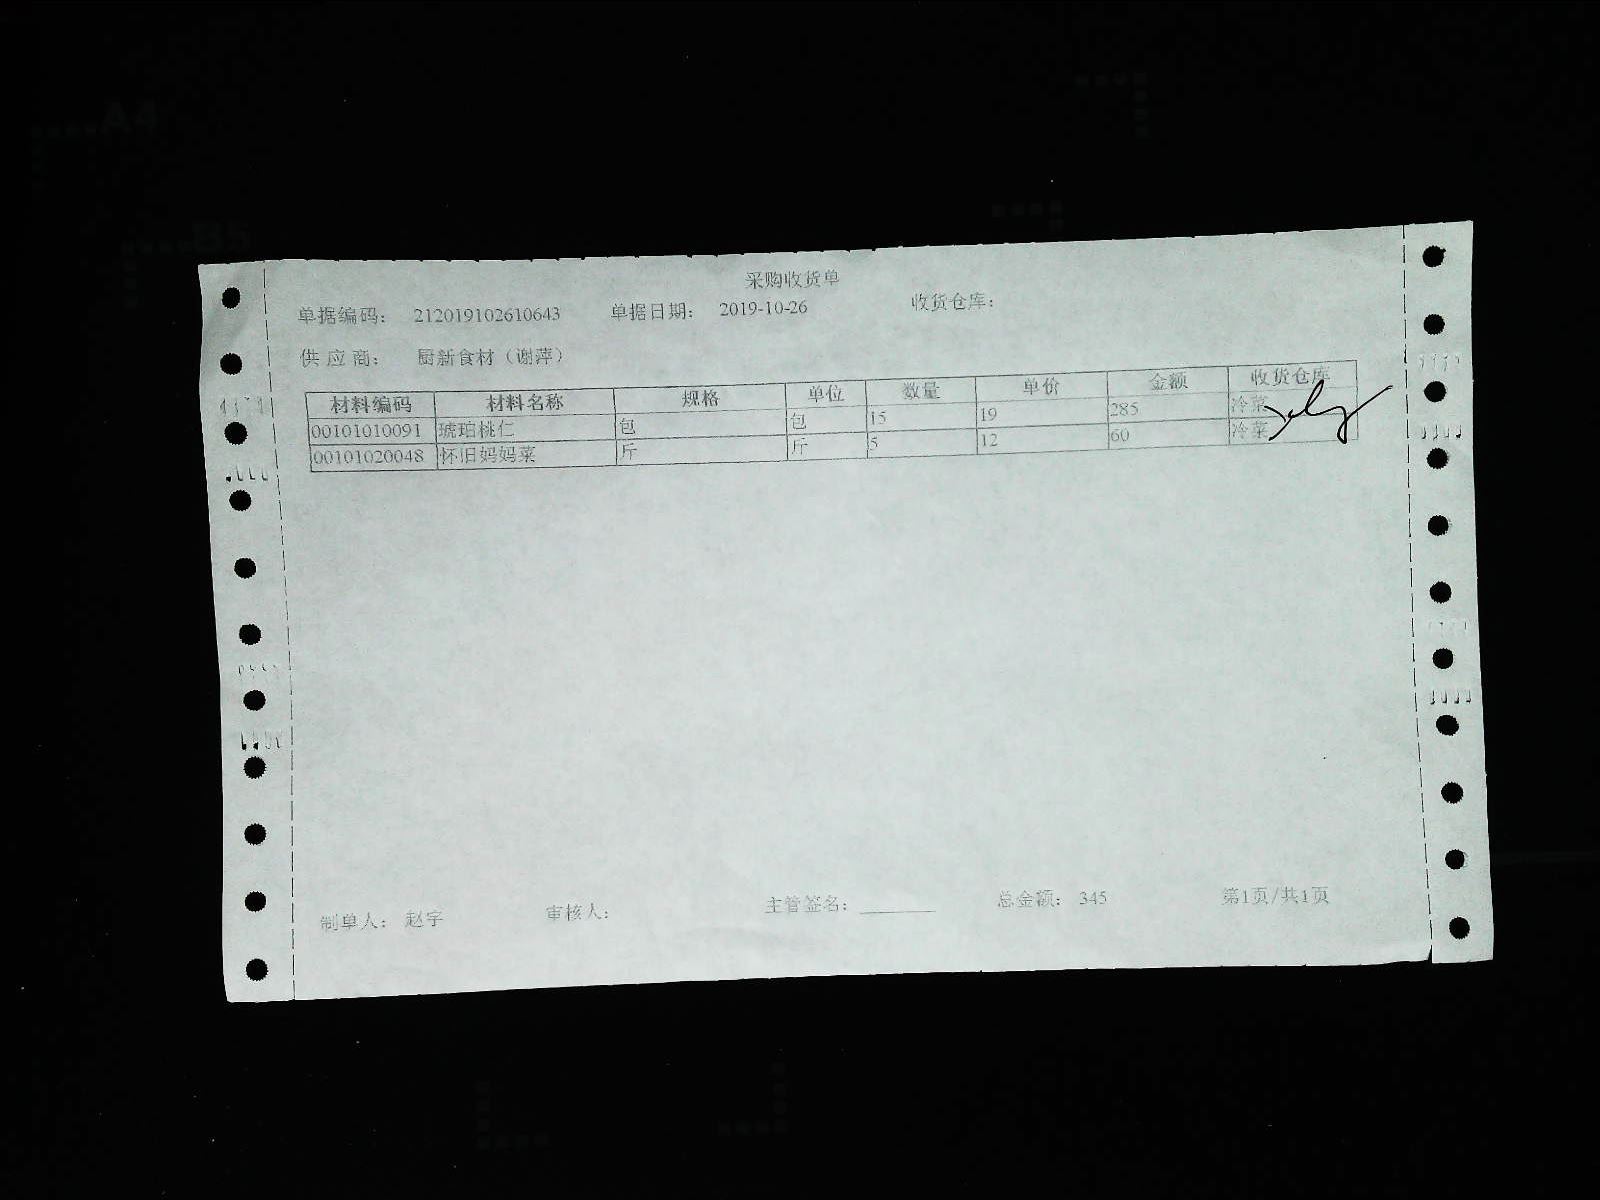 采购收货单
单据编码： 212019102610643 单据日期： 2019-10-26 收货仓库：
供 应 商： 厨新食材（谢萍）
材料编码 材料名称 规格 单位 数量 单价 金额 收货仓库
00101010091 琥珀桃仁 包 包 15 19 285 冷菜
00101020048 怀旧妈妈菜 斤 斤 5 12 60 冷菜
制单人： 赵宇 审核人： 主管签名： ________ 总金额： 345 第1页/共1页